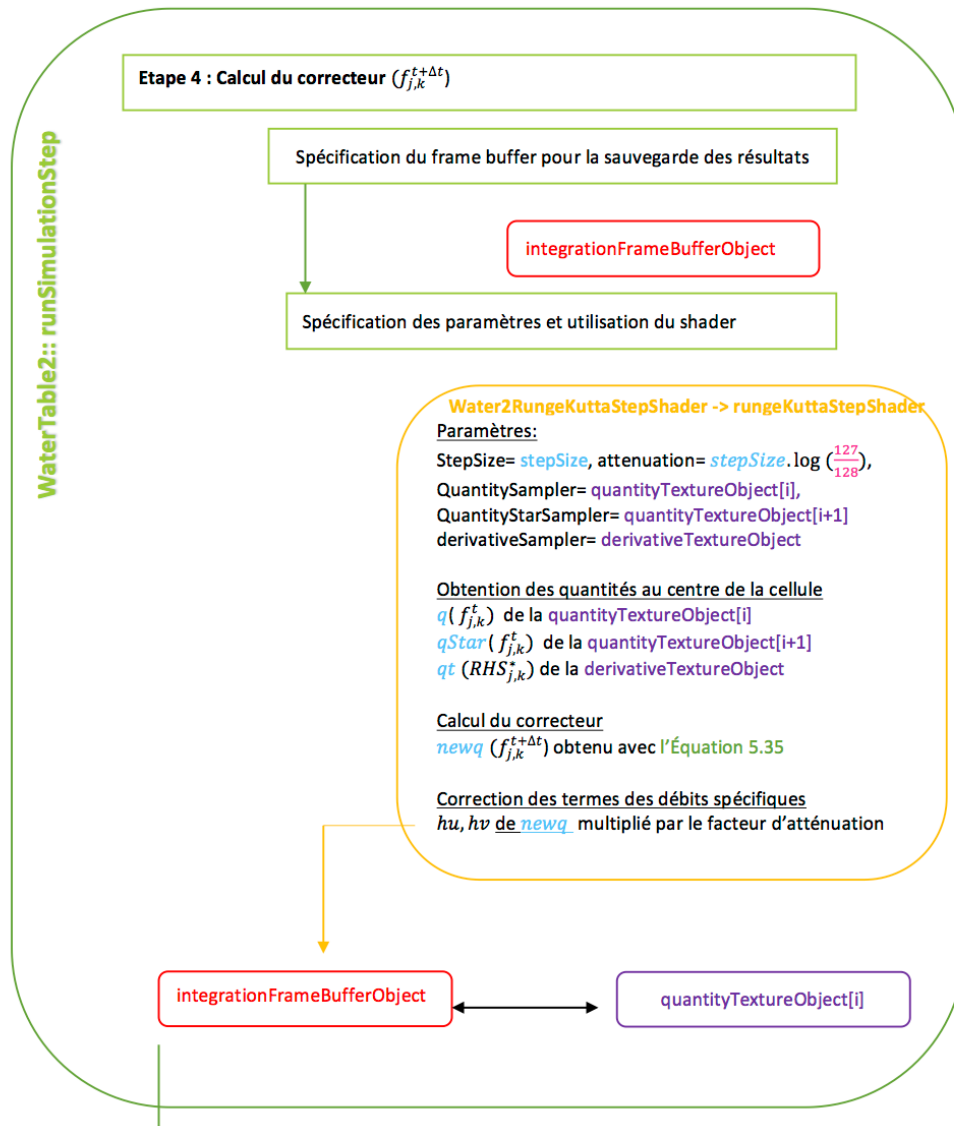 Etape 4 : Calcul du correcteur (f_{j,k}^{t+Δt})
WaterTable2:: runSimulationStep
Spécification du frame buffer pour la sauvegarde des résultats
integrationFrameBufferObject
Spécification des paramètres et utilisation du shader
Water2RungeKuttaStepShader -> rungeKuttaStepShader
Paramètres:
StepSize= stepSize, attenuation= stepSize.log (127/128),
QuantitySampler= quantityTextureObject[i],
QuantityStarSampler= quantityTextureObject[i+1]
derivativeSampler= derivativeTextureObject
Obtention des quantités au centre de la cellule
q( f_{j,k}^{t}) de la quantityTextureObject[i]
qStar( f_{j,k}^{t}) de la quantityTextureObject[i+1]
qt (RHS_{j,k}^{*}) de la derivativeTextureObject
Calcul du correcteur
newq (f_{j,k}^{t+Δt}) obtenu avec l'Équation 5.35
Correction des termes des débits spécifiques
hu, hv de newq multiplié par le facteur d'atténuation
integrationFrameBufferObject
quantityTextureObject[i]